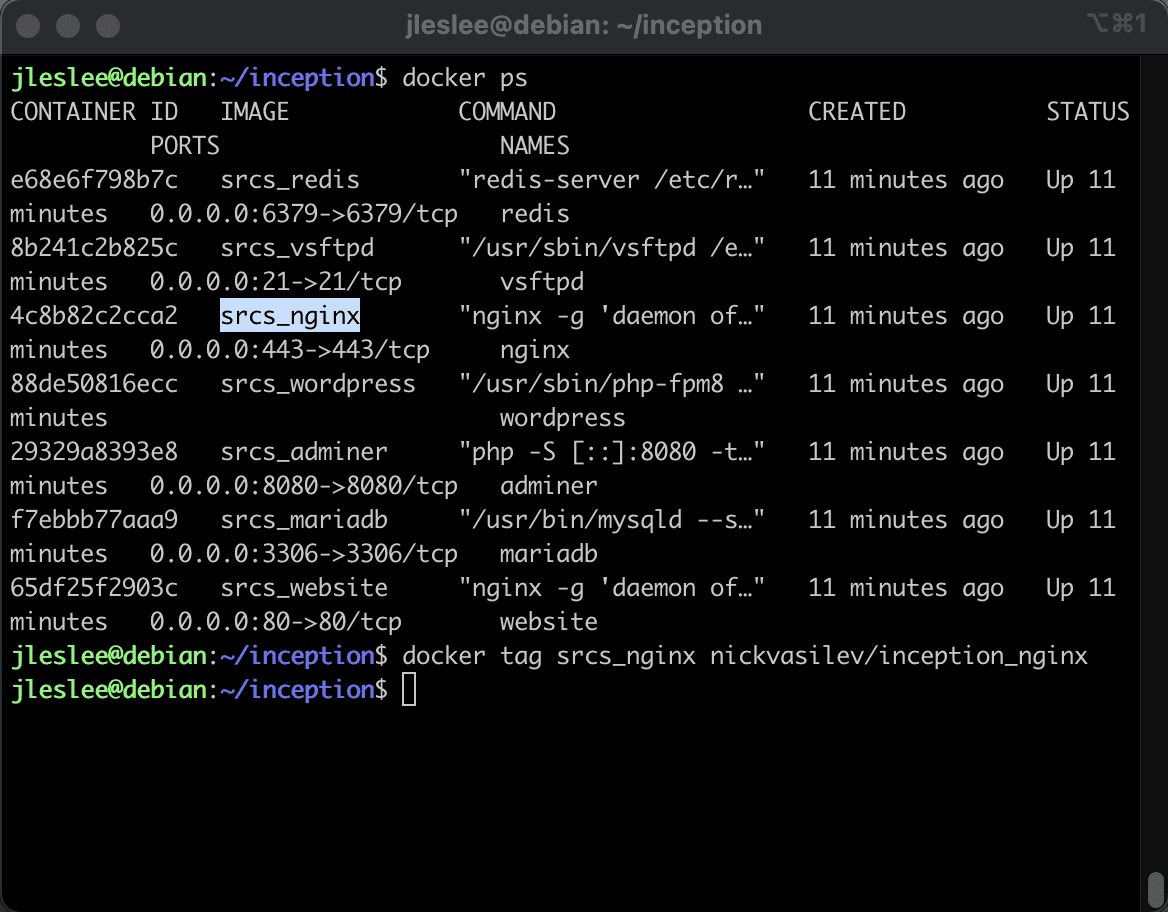 jleslee@debian: ~/inception ⌥⌘1
jleslee@debian:~/inception$ docker ps
CONTAINER ID   IMAGE            COMMAND                  CREATED          STATUS
          PORTS                    NAMES
e68e6f798b7c   srcs_redis       "redis-server /etc/r…"   11 minutes ago   Up 11
minutes   0.0.0.0:6379->6379/tcp   redis
8b241c2b825c   srcs_vsftpd      "/usr/sbin/vsftpd /e…"   11 minutes ago   Up 11
minutes   0.0.0.0:21->21/tcp       vsftpd
4c8b82c2cca2   srcs_nginx       "nginx -g 'daemon of…"   11 minutes ago   Up 11
minutes   0.0.0.0:443->443/tcp     nginx
88de50816ecc   srcs_wordpress   "/usr/sbin/php-fpm8 …"   11 minutes ago   Up 11
minutes                            wordpress
29329a8393e8   srcs_adminer     "php -S [::]:8080 -t…"   11 minutes ago   Up 11
minutes   0.0.0.0:8080->8080/tcp   adminer
f7ebbb77aaa9   srcs_mariadb     "/usr/bin/mysqld --s…"   11 minutes ago   Up 11
minutes   0.0.0.0:3306->3306/tcp   mariadb
65df25f2903c   srcs_website     "nginx -g 'daemon of…"   11 minutes ago   Up 11
minutes   0.0.0.0:80->80/tcp       website
jleslee@debian:~/inception$ docker tag srcs_nginx nickvasilev/inception_nginx
jleslee@debian:~/inception$